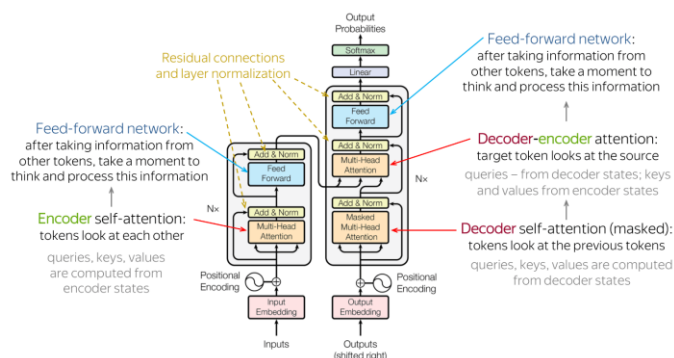 Output
Probabilities
Softmax
Linear
Add & Norm
Feed
Forward
Add & Norm
Multi-Head
Attention
Add & Norm
Masked
Multi-Head
Attention
Nx
Positional
Encoding
Output
Embedding
Outputs
(shifted right)
Residual connections
and layer normalization
Feed-forward network:
after taking information from
other tokens, take a moment to
think and process this information
Encoder self-attention:
tokens look at each other
queries, keys, values
are computed from
encoder states
Add & Norm
Feed
Forward
Nx
Add & Norm
Multi-Head
Attention
Positional
Encoding
Input
Embedding
Inputs
Feed-forward network:
after taking information from
other tokens, take a moment to
think and process this information
Decoder-encoder attention:
target token looks at the source
queries – from decoder states; keys
and values from encoder states
Decoder self-attention (masked):
tokens look at the previous tokens
queries, keys, values are computed
from decoder states